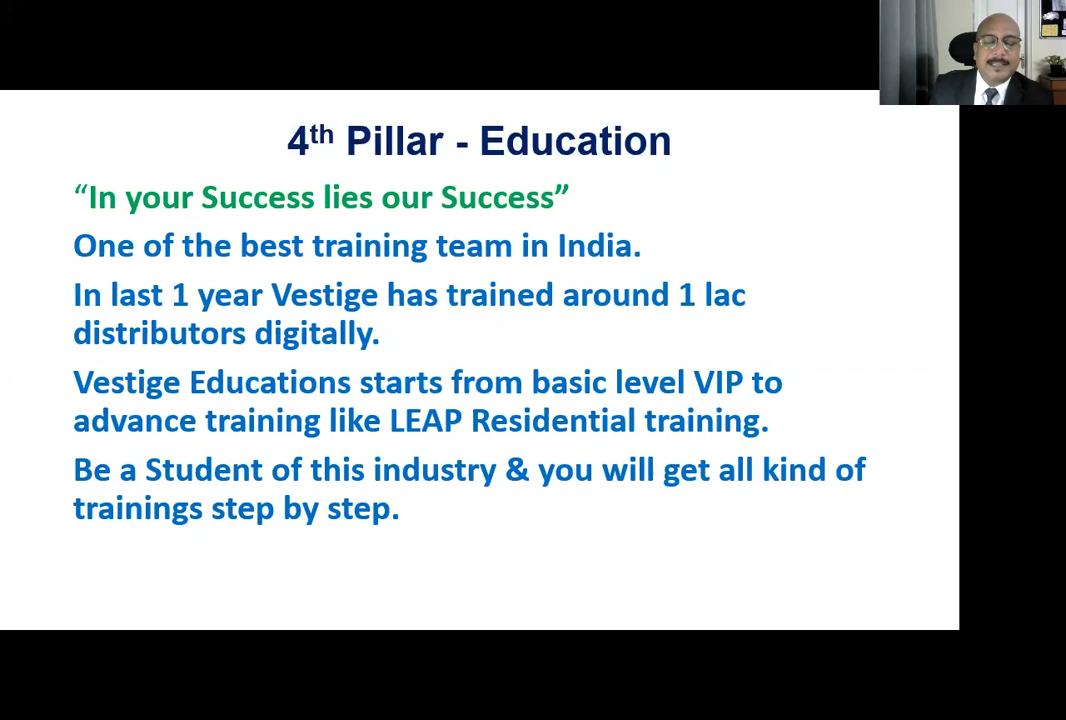 4th Pillar - Education
“In your Success lies our Success”
One of the best training team in India.
In last 1 year Vestige has trained around 1 lac
distributors digitally.
Vestige Educations starts from basic level VIP to
advance training like LEAP Residential training.
Be a Student of this industry & you will get all kind of
trainings step by step.